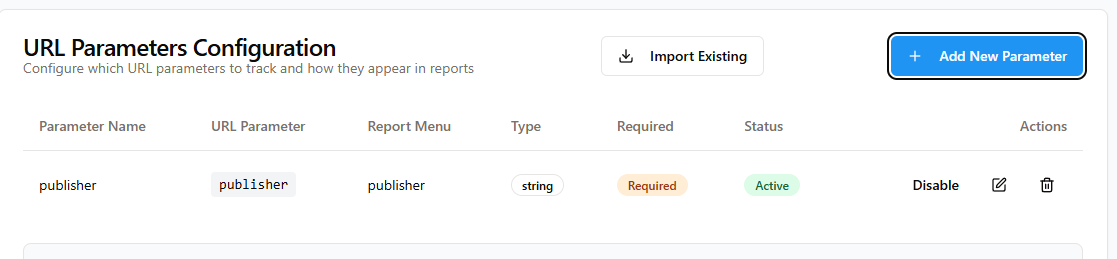 URL Parameters Configuration
Configure which URL parameters to track and how they appear in reports
Import Existing
Add New Parameter
Parameter Name URL Parameter Report Menu Type Required Status Actions
publisher publisher publisher string Required Active Disable